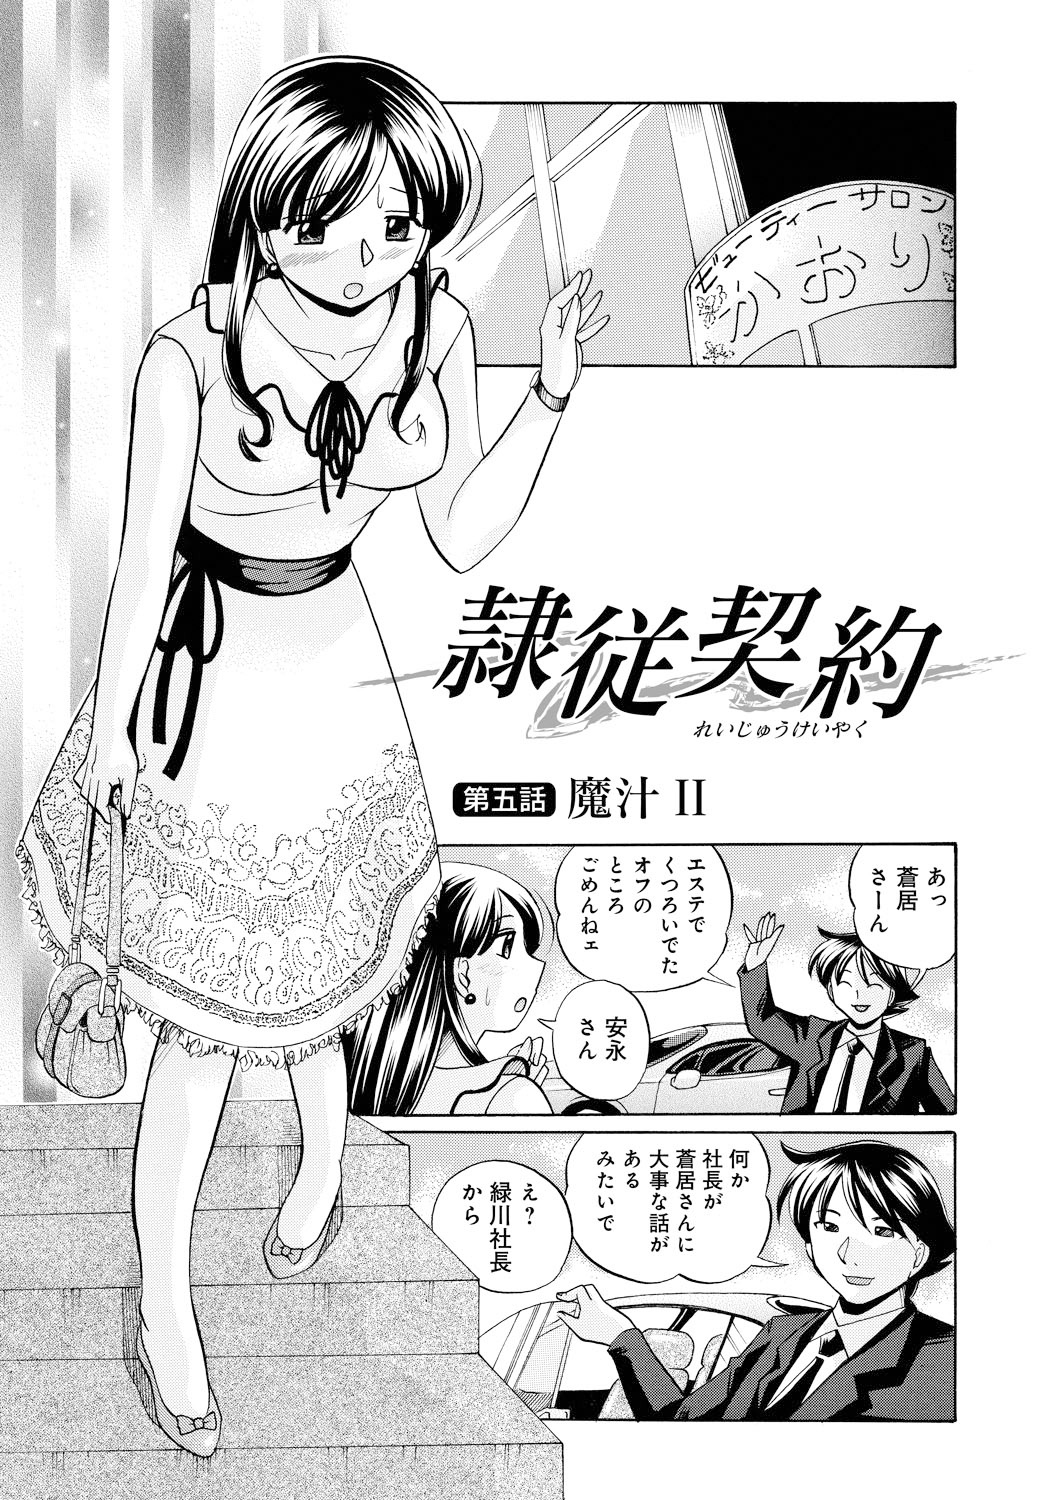 ビューティーサロン
かおり
隷従契約
れいじゅうけいやく
第五話
魔汁 II
あっ
蒼居
さーん
エステで
くつろいでた
オフの
ところ
ごめんねェ
安永
さん
何か
社長が
蒼居さんに
大事な話が
ある
みたいで
え?
緑川社長
から